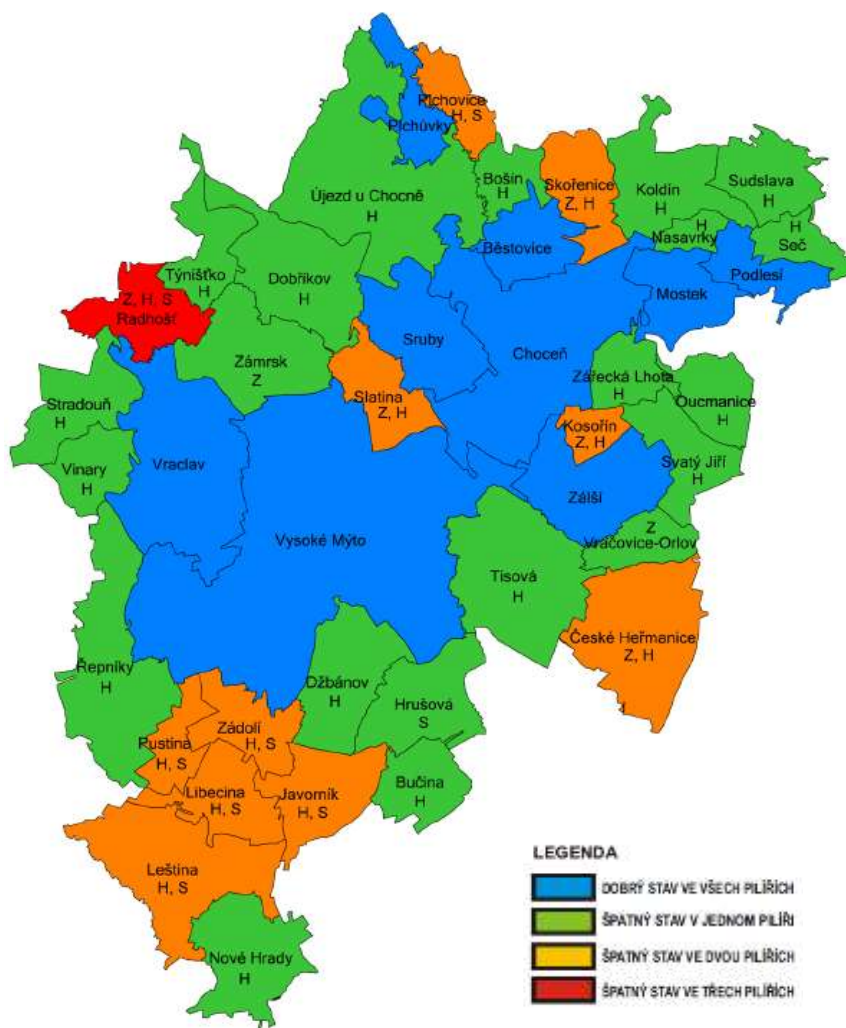 Plchovice
H, S
Plchůvky
Bošín
H
Skořenice
Z, H
Koldín
H
Sudslava
H
Újezd u Chocně
H
Nasavrky
H
H
Seč
Běstovice
Podlesí
Mostek
Týnišťko
H
Dobříkov
H
Z, H, S
Radhošť
Sruby
Choceň
Zámrsk
Z
Zářecká Lhota
H
Oucmanice
H
Slatina
Z, H
Stradouň
H
Kosořín
Z, H
Vinary
H
Vraclav
Svatý Jiří
H
Zálší
Vysoké Mýto
Z
Vračovice-Orlov
Tisová
H
České Heřmanice
Z, H
Řepníky
H
Džbánov
H
Hrušová
S
Zádolí
H, S
Pustina
H, S
Bučina
H
Libecina
H, S
Javorník
H, S
Leština
H, S
Nové Hrady
H
LEGENDA
DOBRÝ STAV VE VŠECH PILÍŘÍCH
ŠPATNÝ STAV V JEDNOM PILÍŘI
ŠPATNÝ STAV VE DVOU PILÍŘÍCH
ŠPATNÝ STAV VE TŘECH PILÍŘÍCH